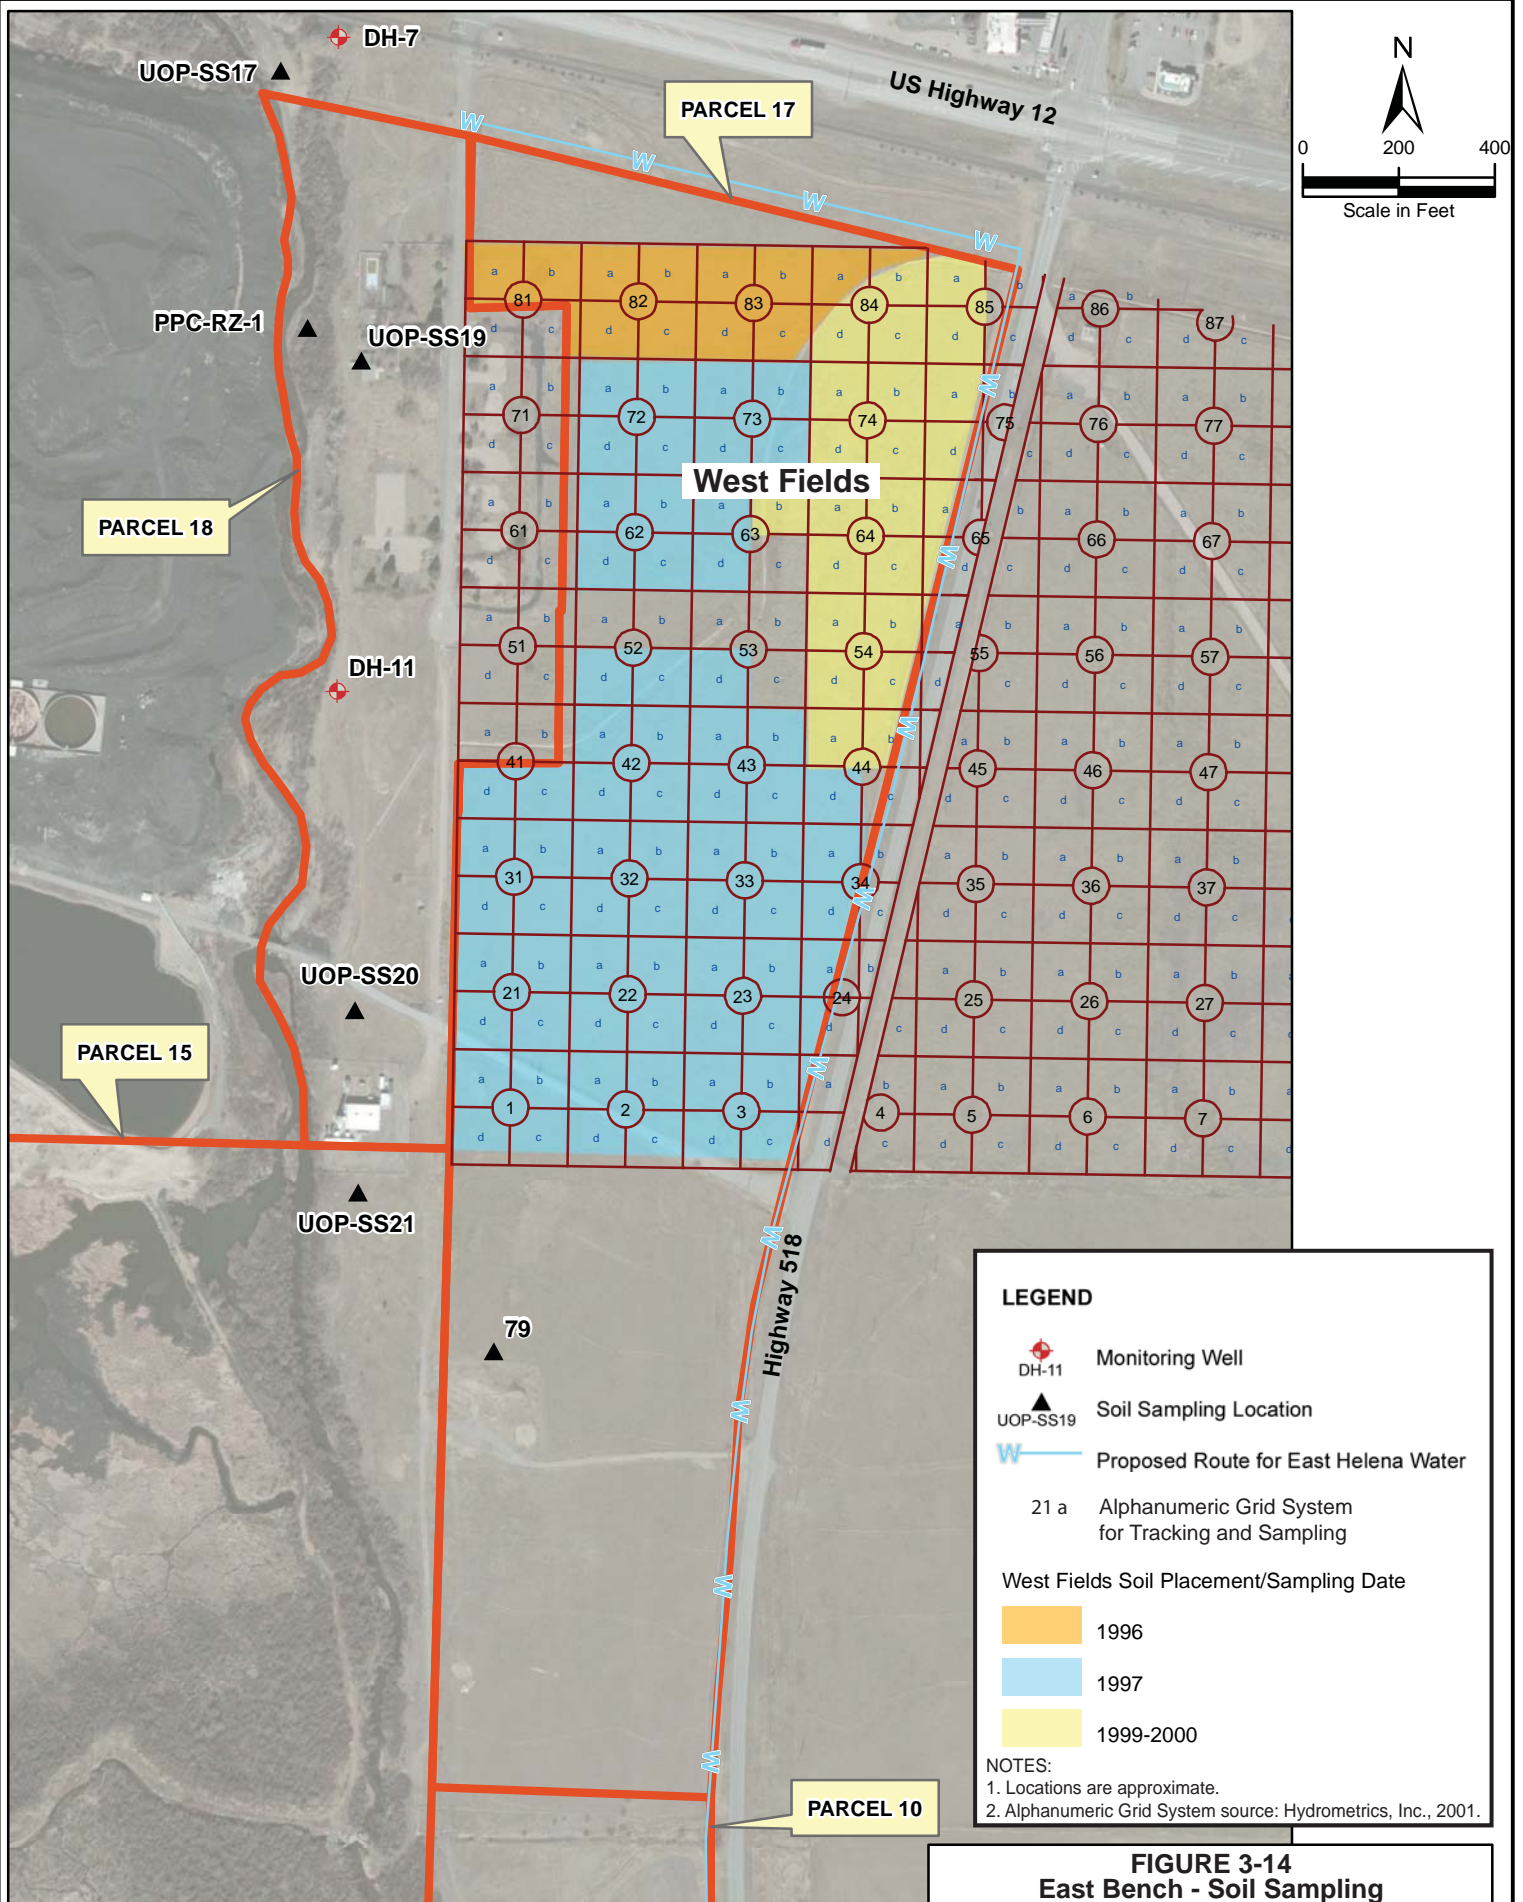 DH-7
UOP-SS17
US Highway 12
PARCEL 17
N
0 200 400
Scale in Feet
W W W W
a b a b a b a b a b a b
81 82 83 84 85 86 87
d c d c d c d c d c d c d c
PPC-RZ-1
UOP-SS19
a b a b a b a b a b a b a b
71 72 73 74 75 76 77
d c d c d c d c d c d c d c
W
West Fields
PARCEL 18
a b a b a b a b a b a b a b
61 62 63 64 65 66 67
d c d c d c d c d c d c d c
W
a b a b a b a b a b a b a b
51 52 53 54 55 56 57
d c d c d c d c d c d c d c
DH-11
W
a b a b a b a b a b a b a b
41 42 43 44 45 46 47
d c d c d c d c d c d c d c
a b a b a b a b a b a b
31 32 33 34 35 36 37
d c d c d c d c d c d c d c
W
UOP-SS20
a b a b a b a b a b a b a b
21 22 23 24 25 26 27
d c d c d c d c d c d c d c
PARCEL 15
W
a b a b a b a b a b a b a b
1 2 3 4 5 6 7
d c d c d c d c d c d c d c
UOP-SS21
W
Highway 518
79
W
W
W
PARCEL 10
LEGEND
DH-11 Monitoring Well
UOP-SS19 Soil Sampling Location
W Proposed Route for East Helena Water
21 a Alphanumeric Grid System
for Tracking and Sampling
West Fields Soil Placement/Sampling Date
1996
1997
1999-2000
NOTES:
1. Locations are approximate.
2. Alphanumeric Grid System source: Hydrometrics, Inc., 2001.
FIGURE 3-14
East Bench - Soil Sampling